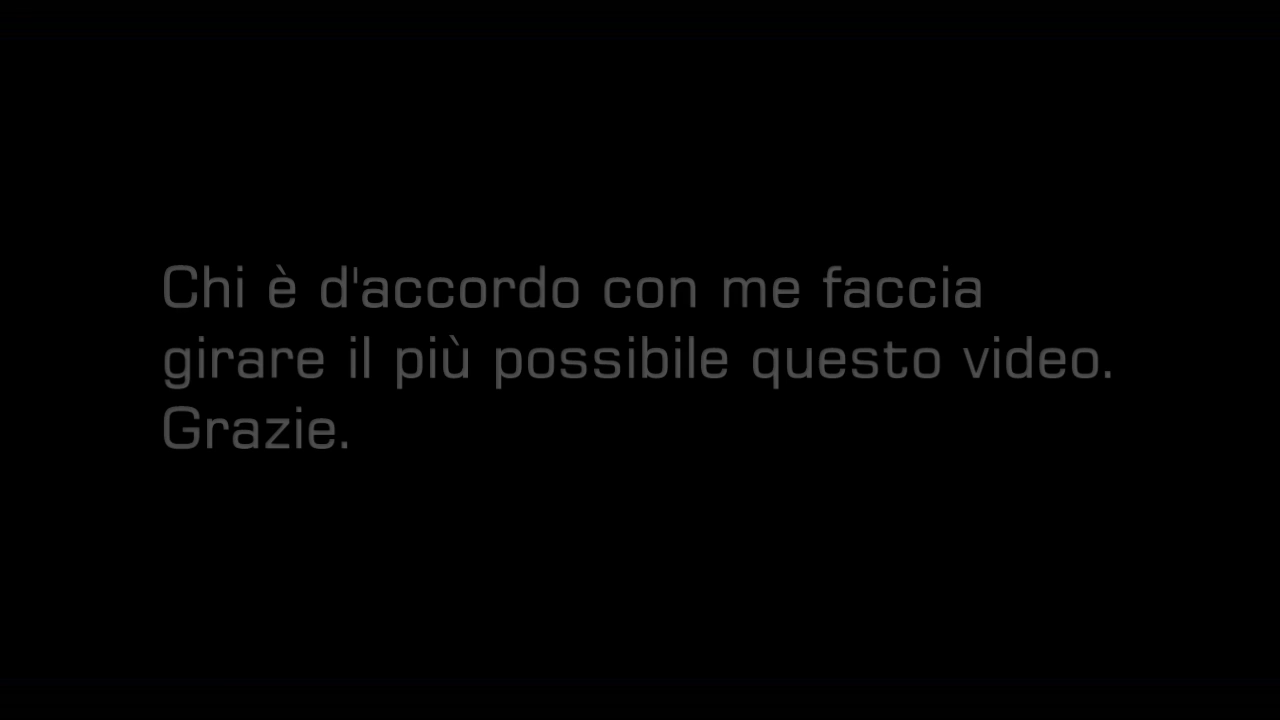 Chi è d'accordo con me faccia
girare il più possibile questo video.
Grazie.